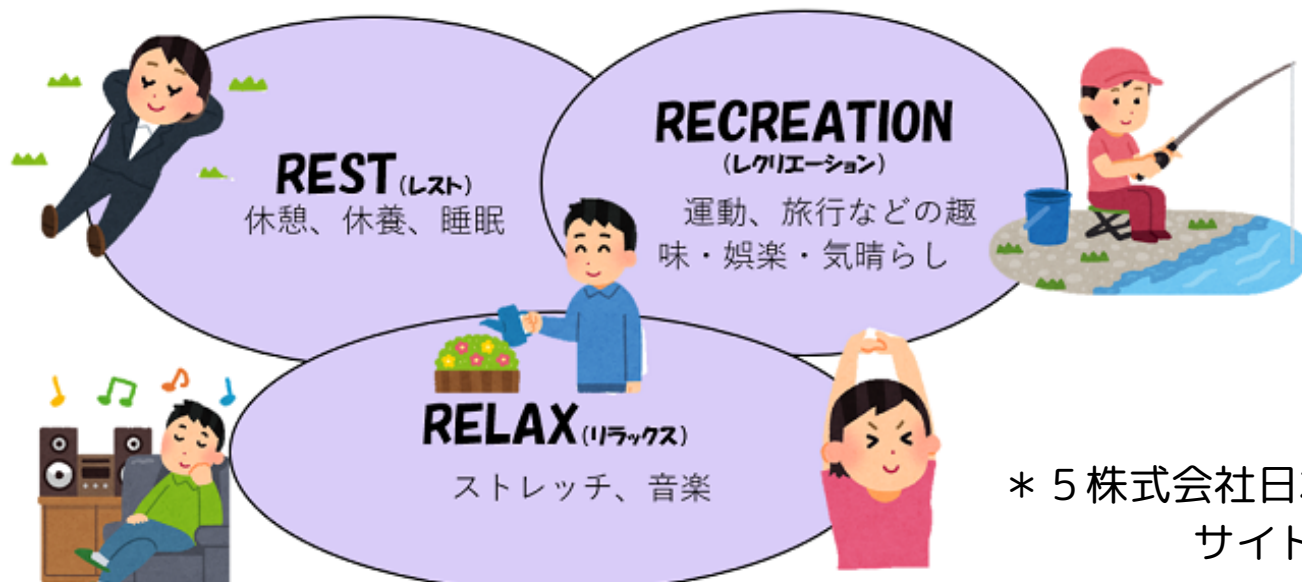 REST(レスト)
休憩、休養、睡眠
RECREATION
(レクリエーション)
運動、旅行などの趣
味・娯楽・気晴らし
RELAX(リラックス)
ストレッチ、音楽
＊５株式会社日
サイト